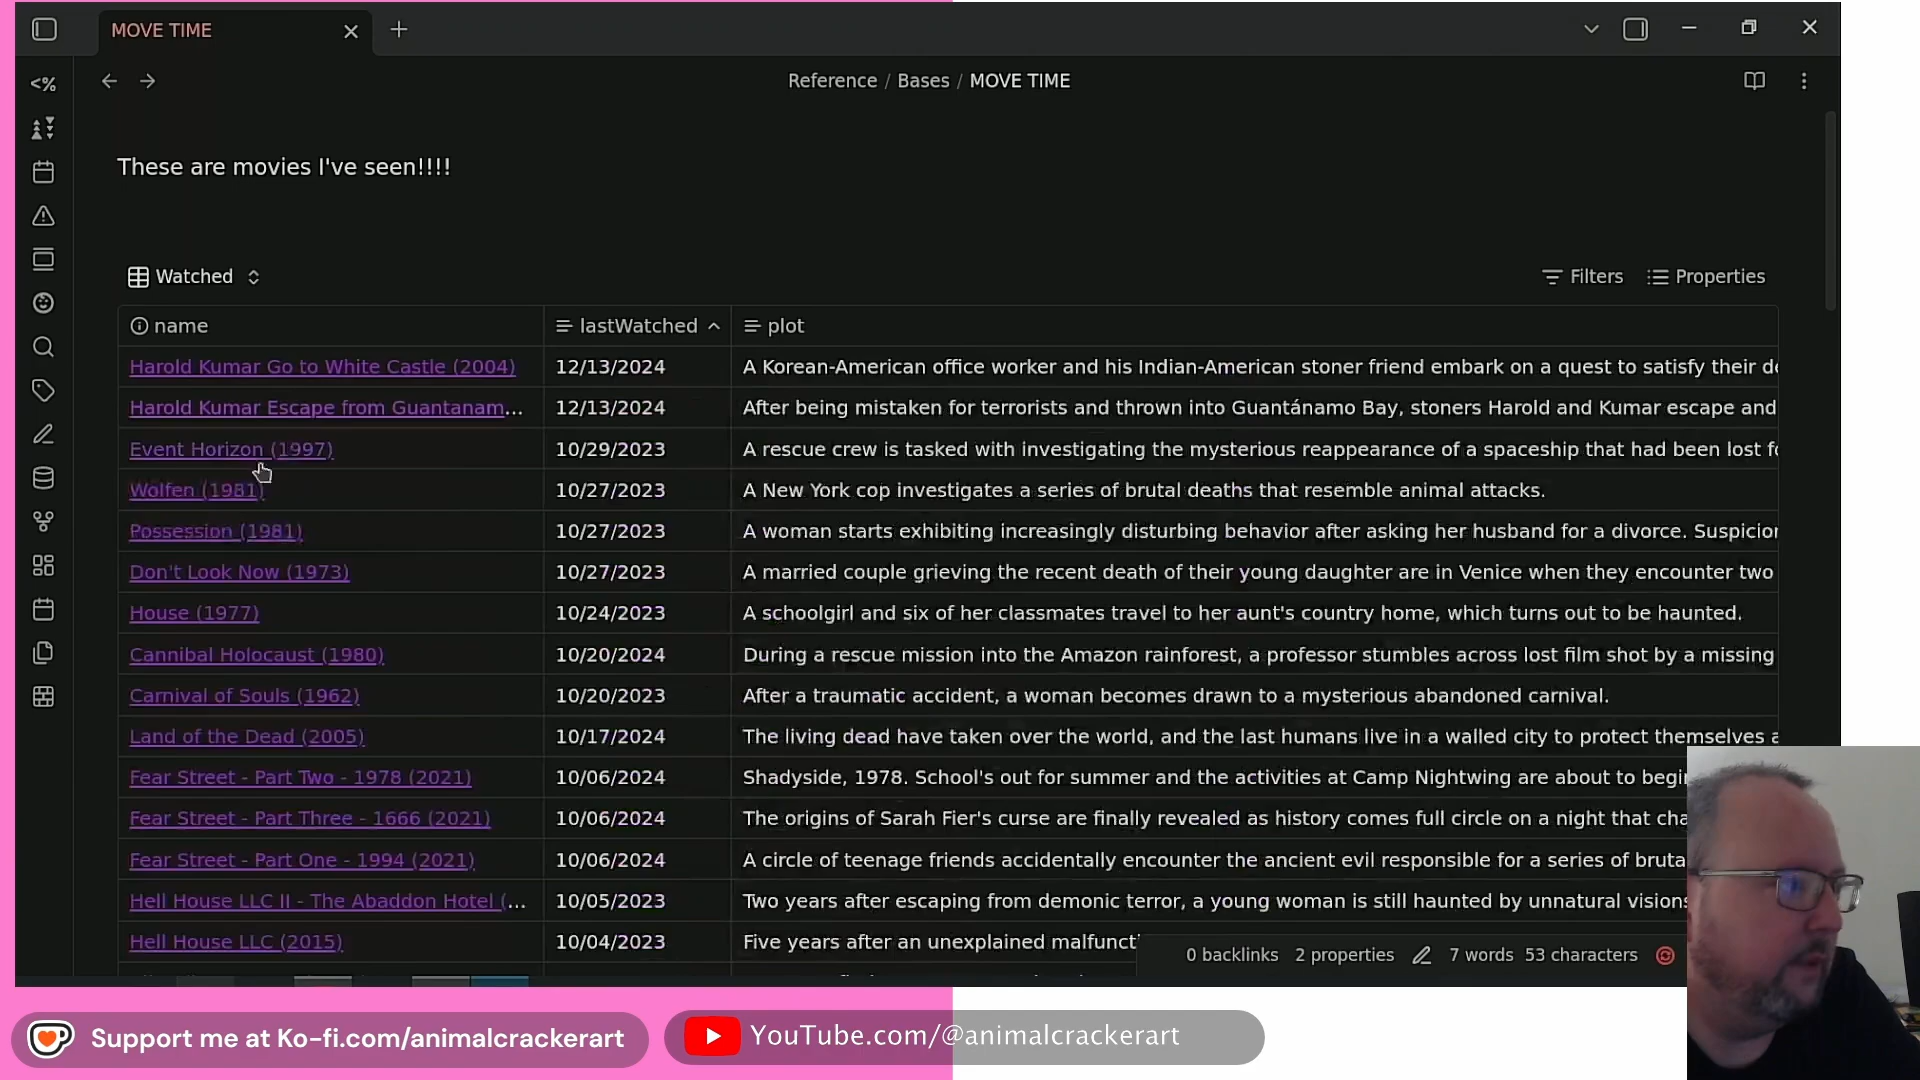 MOVE TIME
Reference / Bases / MOVE TIME
These are movies I've seen!!!!
Watched
Filters
Properties
name lastWatched plot
Harold Kumar Go to White Castle (2004) 12/13/2024 A Korean-American office worker and his Indian-American stoner friend embark on a quest to satisfy their
Harold Kumar Escape from Guantanam... 12/13/2024 After being mistaken for terrorists and thrown into Guantánamo Bay, stoners Harold and Kumar escape and
Event Horizon (1997) 10/29/2023 A rescue crew is tasked with investigating the mysterious reappearance of a spaceship that had been lost
Wolfen (1981) 10/27/2023 A New York cop investigates a series of brutal deaths that resemble animal attacks.
Possession (1981) 10/27/2023 A woman starts exhibiting increasingly disturbing behavior after asking her husband for a divorce. Suspicion
Don't Look Now (1973) 10/27/2023 A married couple grieving the recent death of their young daughter are in Venice when they encounter two
House (1977) 10/24/2023 A schoolgirl and six of her classmates travel to her aunt's country home, which turns out to be haunted.
Cannibal Holocaust (1980) 10/20/2024 During a rescue mission into the Amazon rainforest, a professor stumbles across lost film shot by a missing
Carnival of Souls (1962) 10/20/2023 After a traumatic accident, a woman becomes drawn to a mysterious abandoned carnival.
Land of the Dead (2005) 10/17/2024 The living dead have taken over the world, and the last humans live in a walled city to protect themselves a
Fear Street - Part Two - 1978 (2021) 10/06/2024 Shadyside, 1978. School's out for summer and the activities at Camp Nightwing are about to begi
Fear Street - Part Three - 1666 (2021) 10/06/2024 The origins of Sarah Fier's curse are finally revealed as history comes full circle on a night that cha
Fear Street - Part One - 1994 (2021) 10/06/2024 A circle of teenage friends accidentally encounter the ancient evil responsible for a series of bruta
Hell House LLC II - The Abaddon Hotel (... 10/05/2023 Two years after escaping from demonic terror, a young woman is still haunted by unnatural visions
Hell House LLC (2015) 10/04/2023 Five years after an unexplained malfuncti
0 backlinks 2 properties 7 words 53 characters
Support me at Ko-fi.com/animalcrackerart
YouTube.com/@animalcrackerart